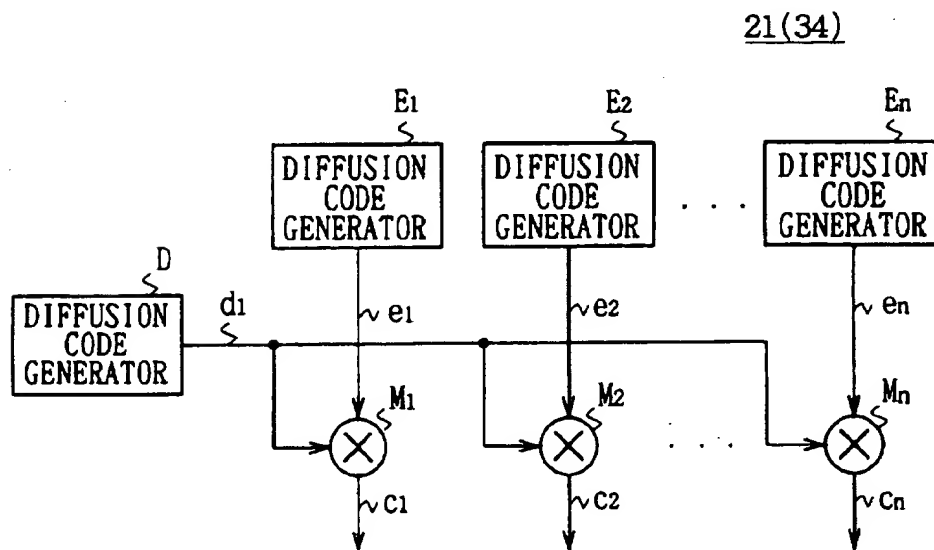 21(34)
E1 E2 En
DIFFUSION CODE GENERATOR
DIFFUSION CODE GENERATOR
. . .
DIFFUSION CODE GENERATOR
D
DIFFUSION CODE GENERATOR
d1
e1 e2 en
M1 M2 Mn
. . .
c1 c2 cn